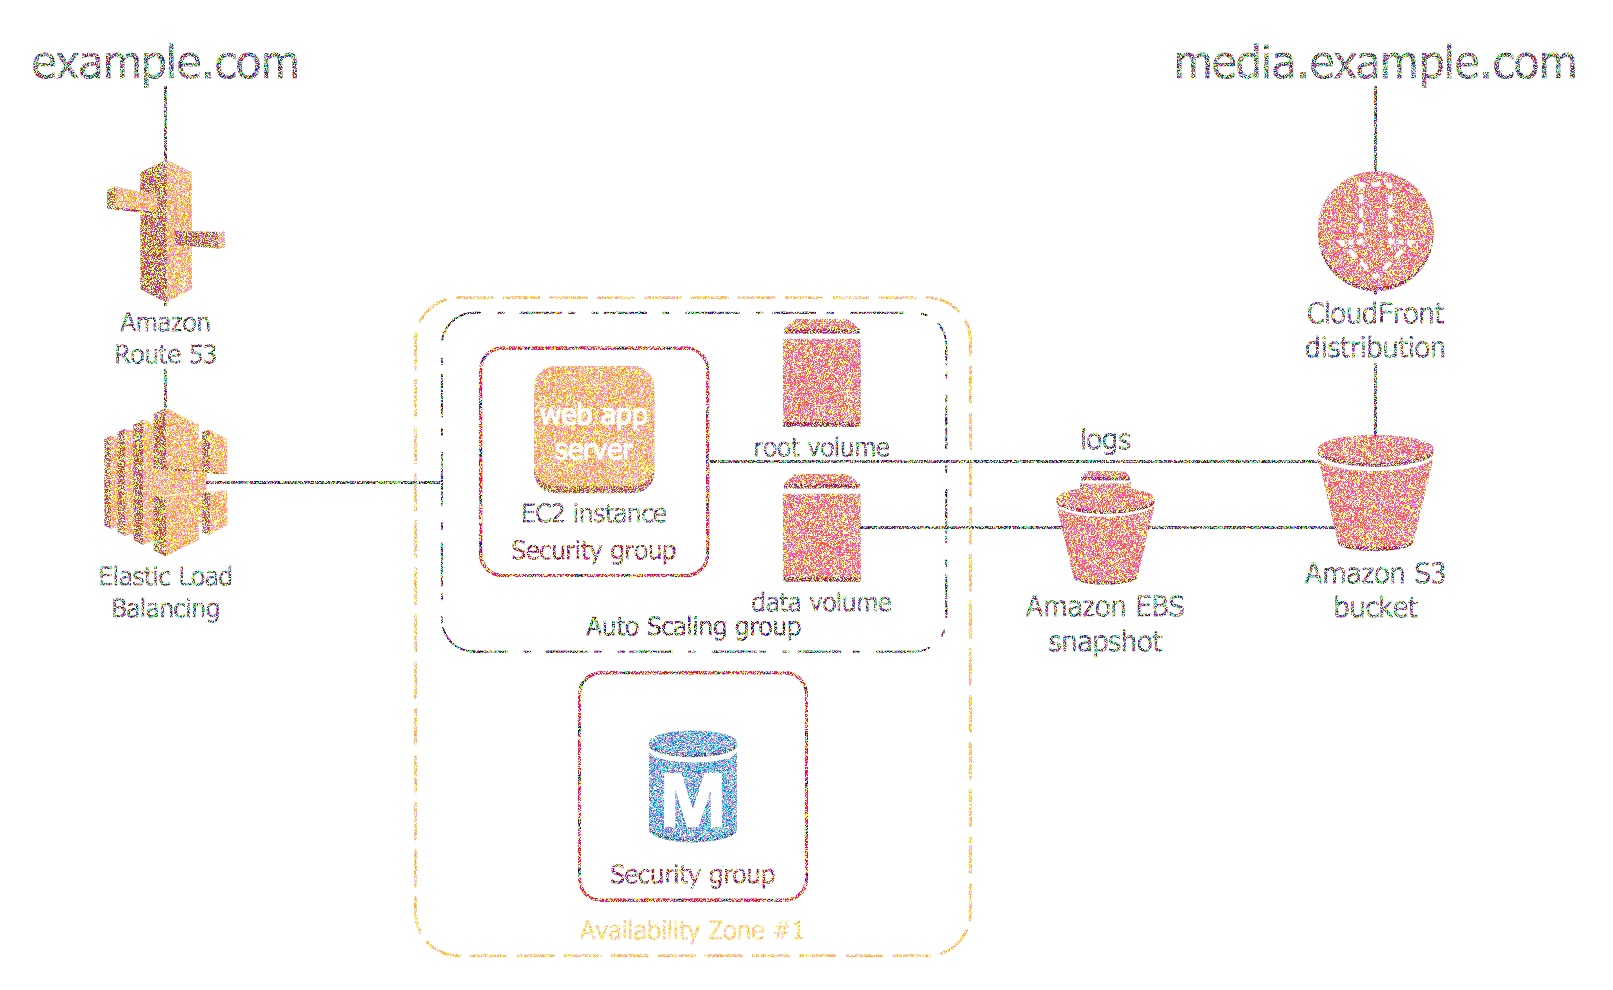 example.com
media.example.com
Amazon
Route 53
CloudFront
distribution
web app
server
root volume
logs
EC2 instance
Security group
Elastic Load
Balancing
data volume
Auto Scaling group
Amazon EBS
snapshot
Amazon S3
bucket
M
Security group
Availability Zone #1